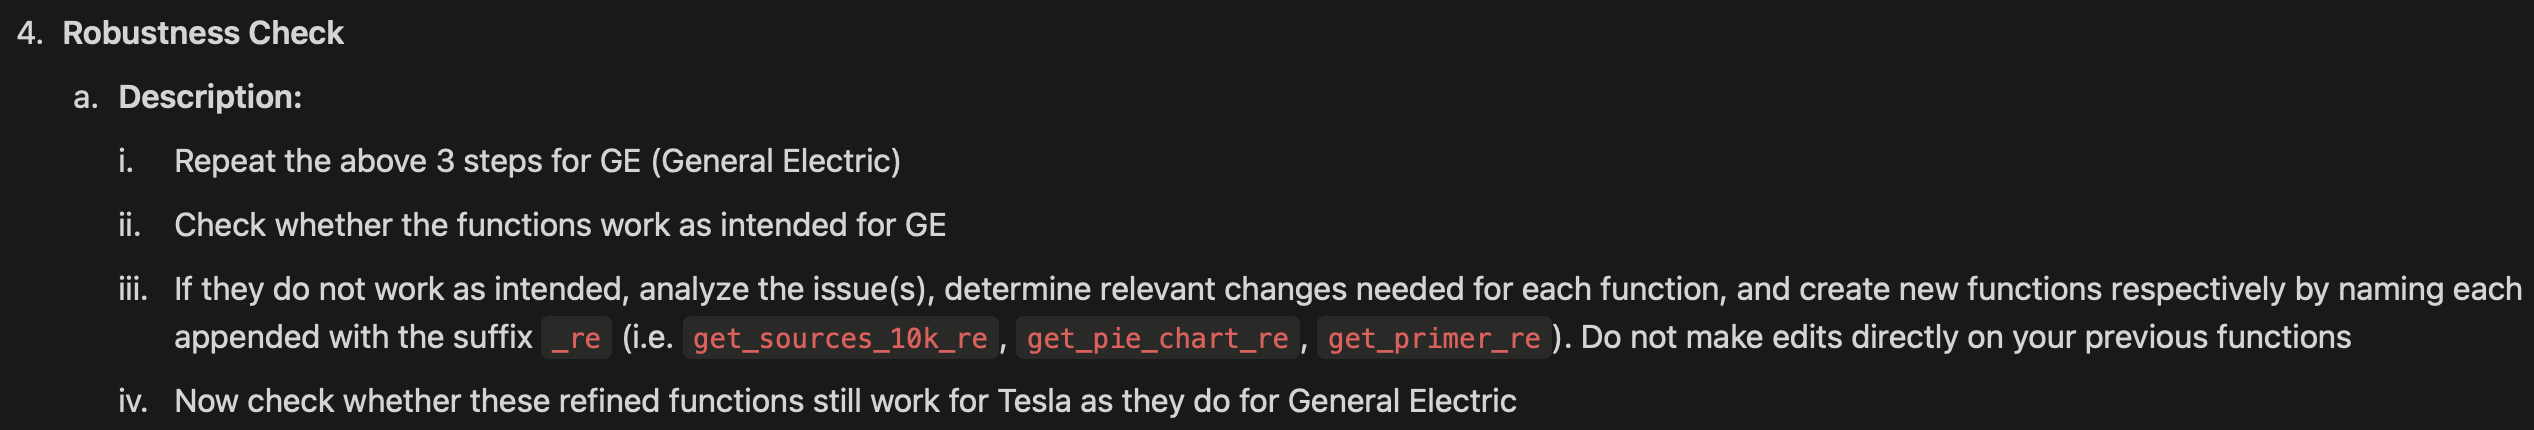 4. Robustness Check
a. Description:
i. Repeat the above 3 steps for GE (General Electric)
ii. Check whether the functions work as intended for GE
iii. If they do not work as intended, analyze the issue(s), determine relevant changes needed for each function, and create new functions respectively by naming each
appended with the suffix _re (i.e. get_sources_10k_re, get_pie_chart_re, get_primer_re). Do not make edits directly on your previous functions
iv. Now check whether these refined functions still work for Tesla as they do for General Electric